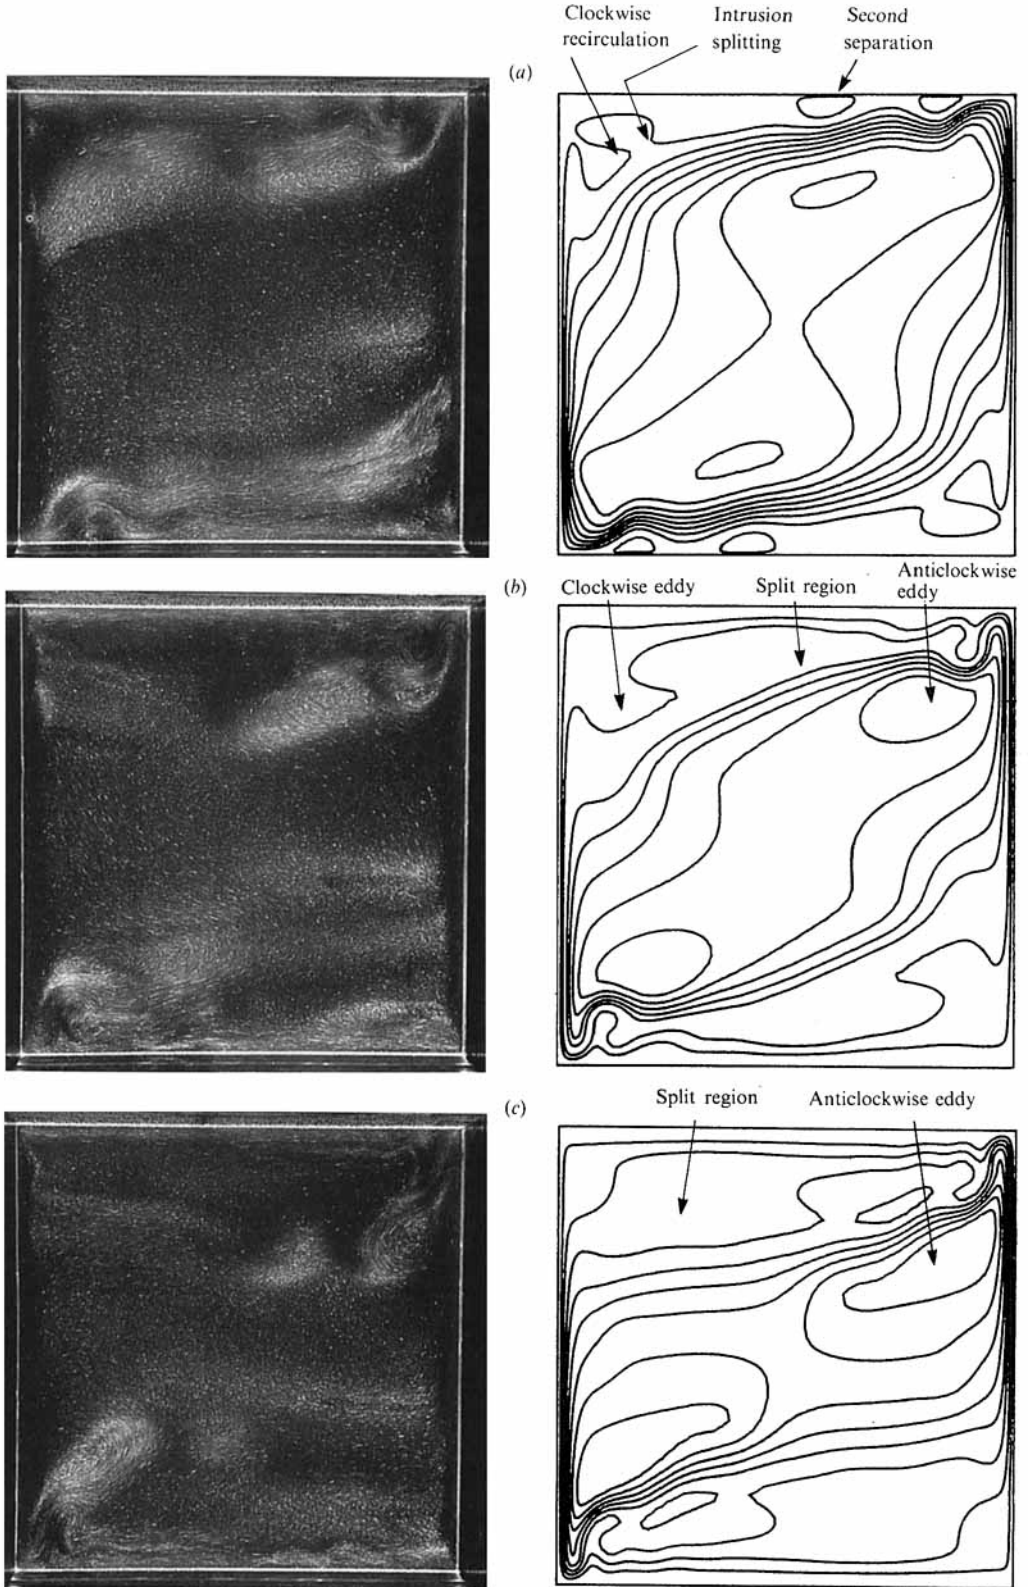 Clockwise
recirculation
Intrusion
splitting
Second
separation
(a)
(b)
Clockwise eddy
Split region
Anticlockwise
eddy
(c)
Split region
Anticlockwise eddy